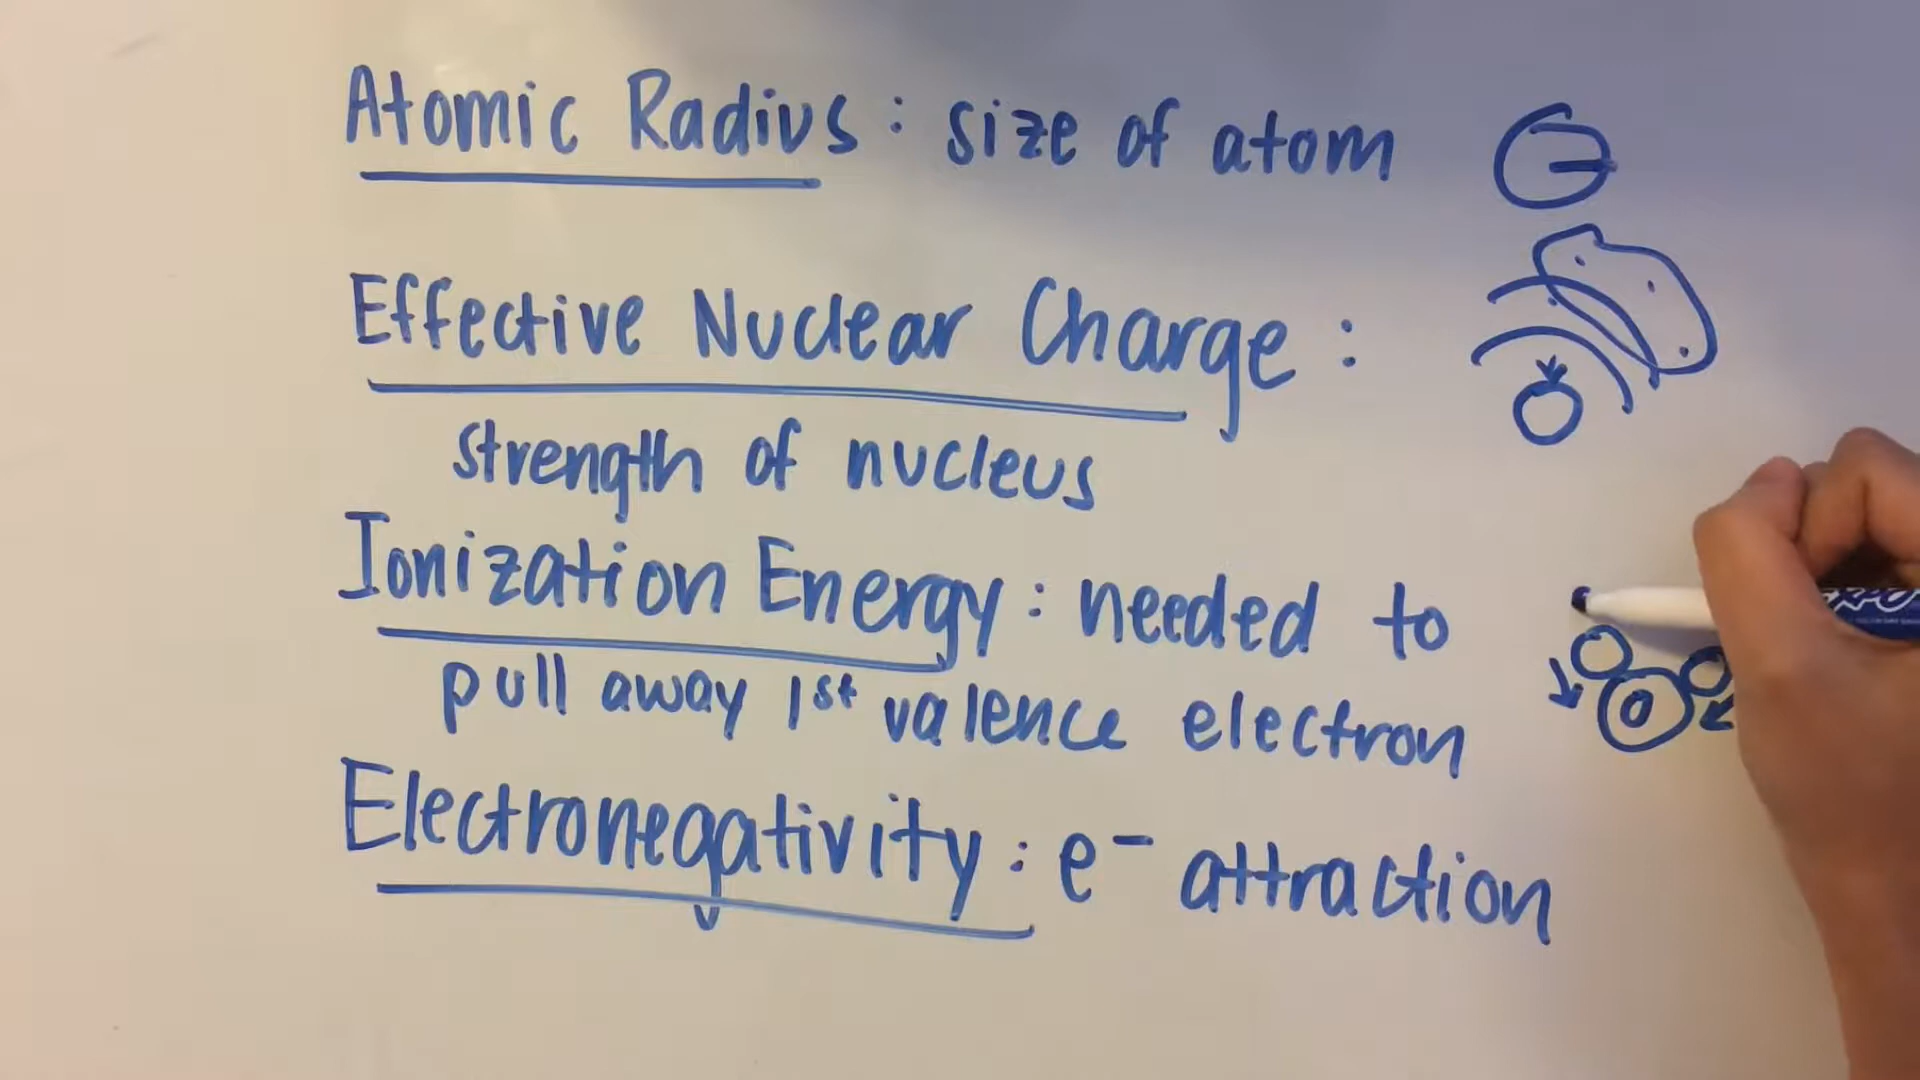 Atomic Radius: size of atom
Effective Nuclear Charge:
strength of nucleus
Ionization Energy: needed to
pull away 1st valence electron
Electronegativity: e⁻ attraction
EXPO